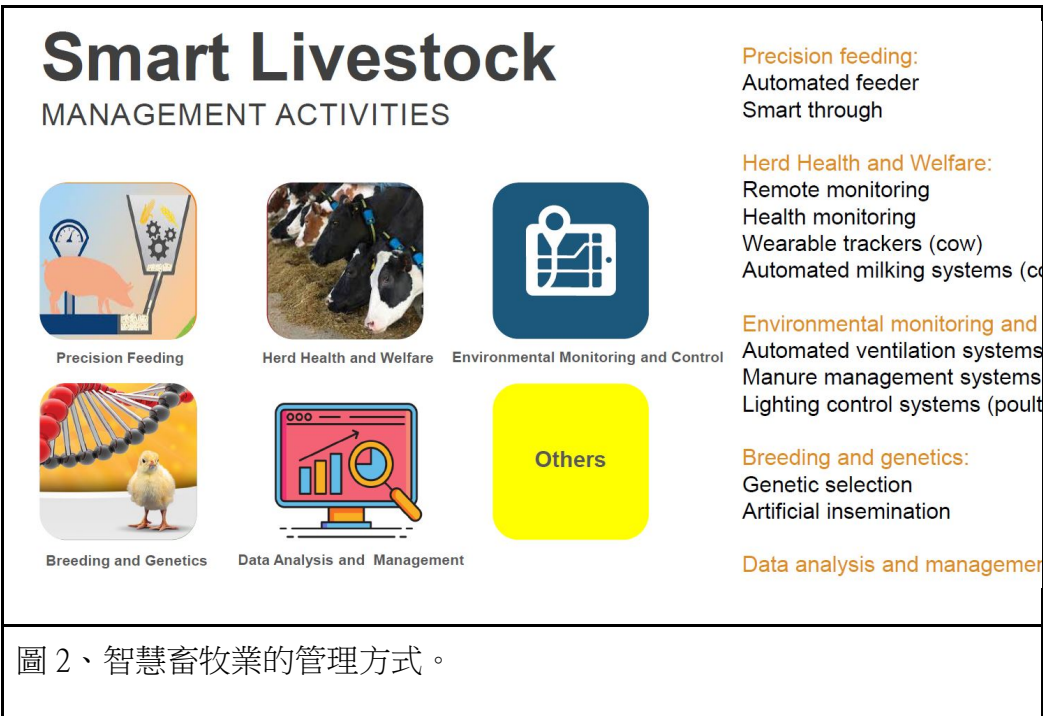 Smart Livestock
MANAGEMENT ACTIVITIES
Precision Feeding
Herd Health and Welfare
Environmental Monitoring and Control
Breeding and Genetics
Data Analysis and Management
Others
Precision feeding:
Automated feeder
Smart through
Herd Health and Welfare:
Remote monitoring
Health monitoring
Wearable trackers (cow)
Automated milking systems
Environmental monitoring and
Automated ventilation systems
Manure management systems
Lighting control systems
Breeding and genetics:
Genetic selection
Artificial insemination
Data analysis and
圖 2、智慧畜牧業的管理方式。